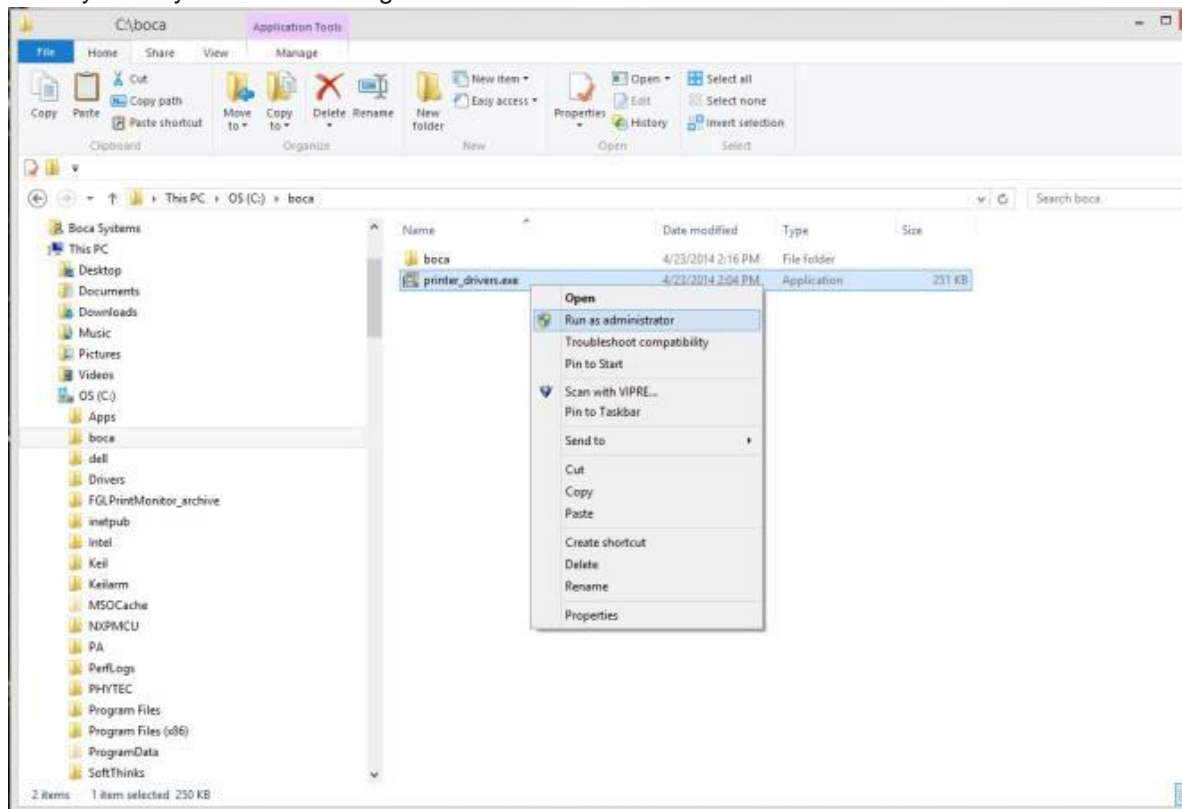 C:\boca
Application Tools
File Home Share View Manage
Copy
Paste
Cut
Copy path
Paste shortcut
Clipboard
Move to
Copy to
Delete
Rename
Organize
New folder
New item
Easy access
New
Properties
Open
Edit
History
Open
Select all
Select none
Invert selection
Select
This PC OS (C:) boca
Search boca
Boca Systems
This PC
Desktop
Documents
Downloads
Music
Pictures
Videos
OS (C:)
Apps
boca
dell
Drivers
FGLPrintMonitor_archive
inetpub
Intel
Keil
Keilarm
MSOCache
NXPMCU
PA
PerfLogs
PHYTEC
Program Files
Program Files (x86)
ProgramData
SoftThinks
Name Date modified Type Size
boca 4/23/2014 2:16 PM File folder
printer_drivers.exe 4/23/2014 2:04 PM Application 251 KB
Open
Run as administrator
Troubleshoot compatibility
Pin to Start
Scan with VIPRE...
Pin to Taskbar
Send to
Cut
Copy
Paste
Create shortcut
Delete
Rename
Properties
2 items 1 item selected 250 KB